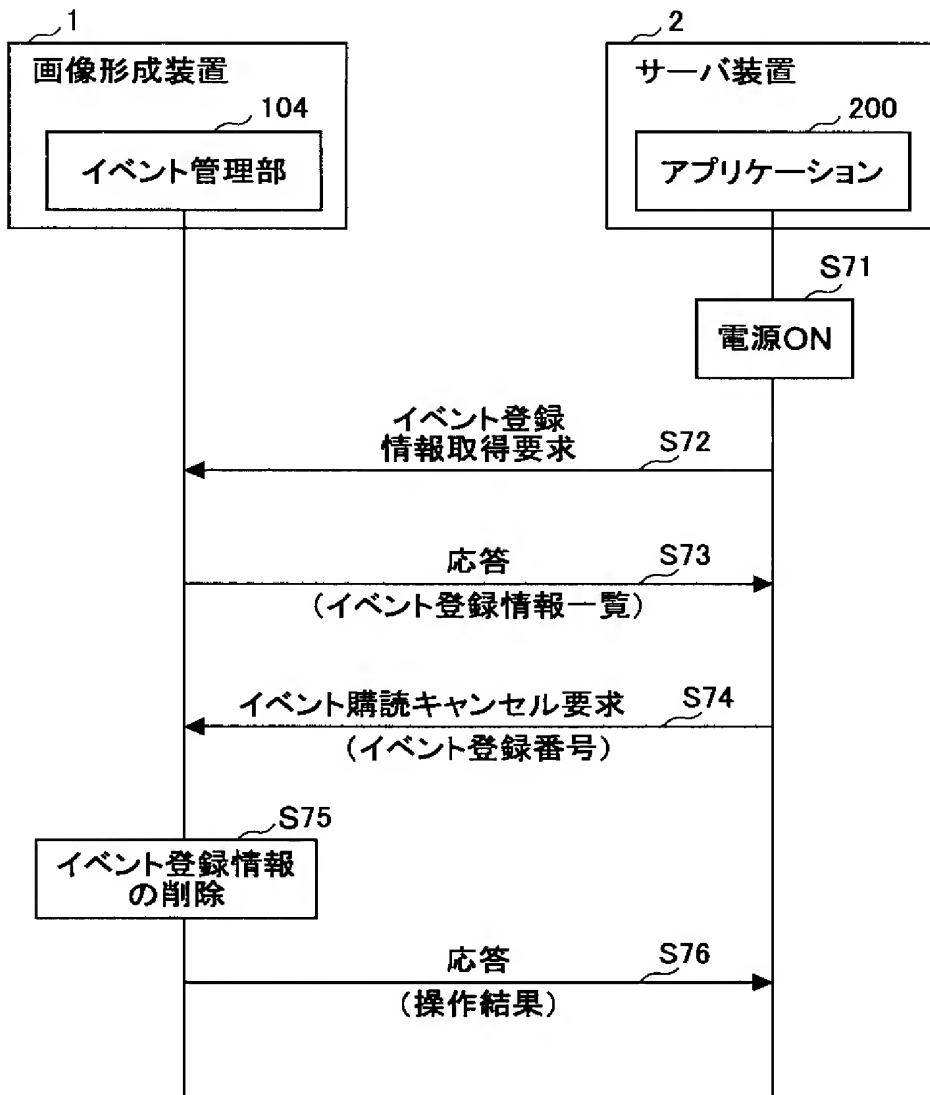 1
画像形成装置
104
イベント管理部
2
サーバ装置
200
アプリケーション
S71
電源ON
イベント登録
情報取得要求
S72
応答
S73
（イベント登録情報一覧）
イベント購読キャンセル要求
S74
（イベント登録番号）
S75
イベント登録情報
の削除
応答
S76
（操作結果）